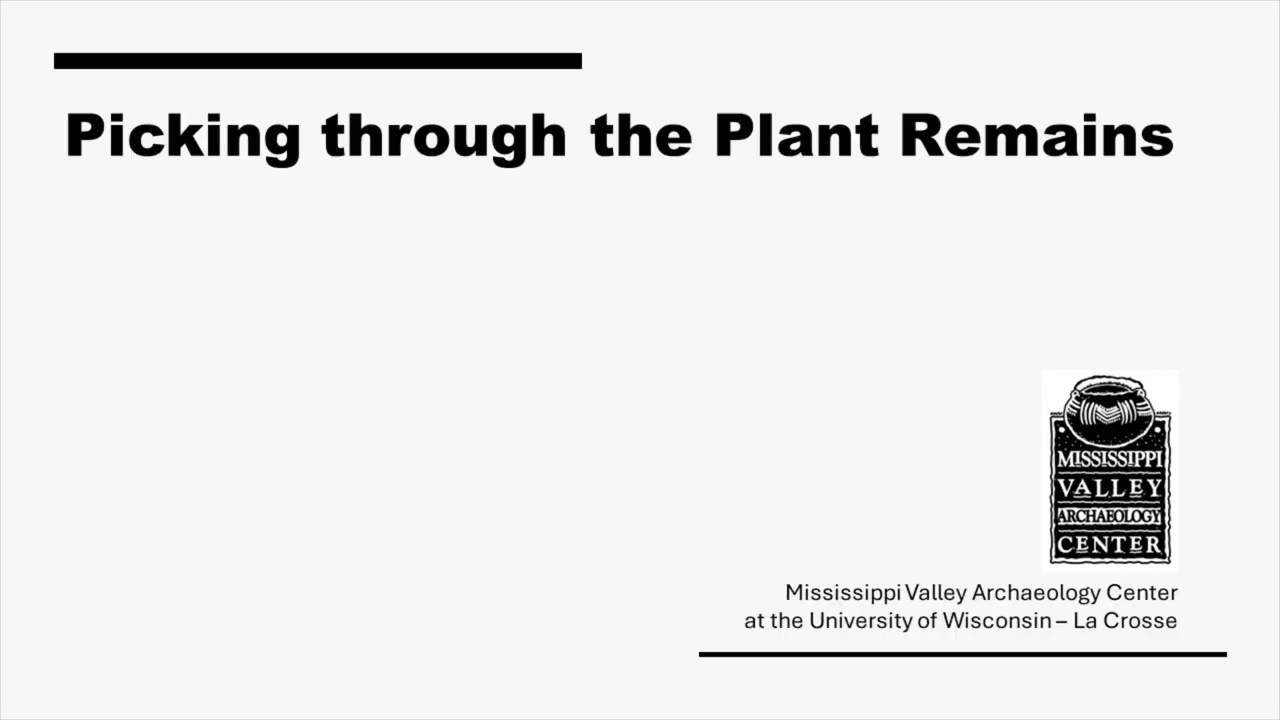 Picking through the Plant Remains
MISSISSIPPI
VALLEY
ARCHAEOLOGY
CENTER
Mississippi Valley Archaeology Center
at the University of Wisconsin – La Crosse